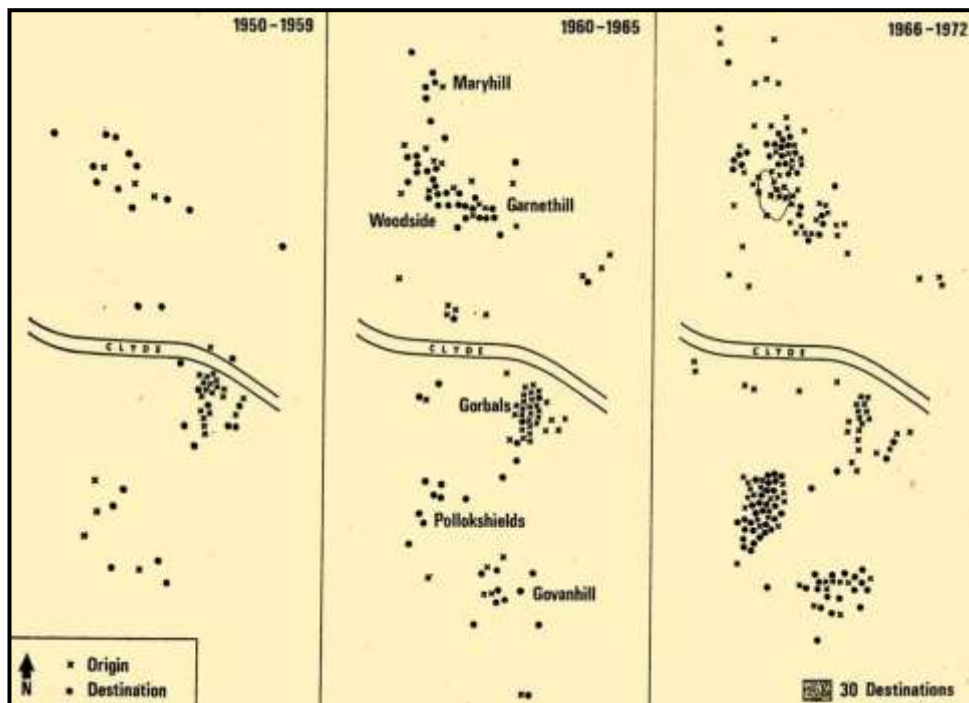 1950-1959
1960-1965
1966-1972
Maryhill
Woodside
Garnethill
CLYDE
CLYDE
CLYDE
Gorbals
Pollokshields
Govanhill
Origin
N
Destination
30 Destinations